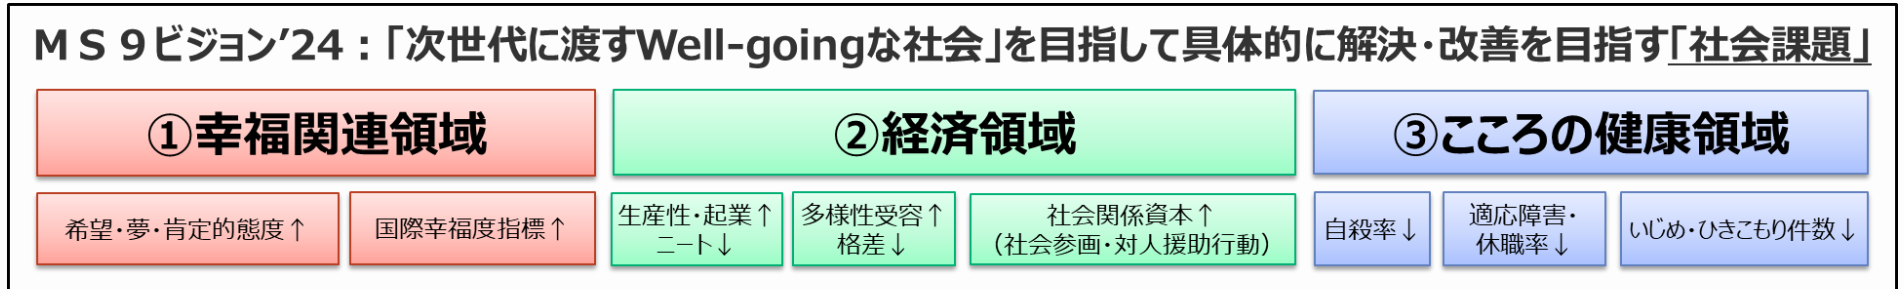 ＭＳ９ビジョン’24：「次世代に渡すWell-goingな社会」を目指して具体的に解決・改善を目指す「社会課題」
①幸福関連領域
②経済領域
③こころの健康領域
希望・夢・肯定的態度↑
国際幸福度指標↑
生産性・起業↑
ニート↓
多様性受容↑
格差↓
社会関係資本↑
（社会参画・対人援助行動）
自殺率↓
適応障害・
休職率↓
いじめ・ひきこもり件数↓